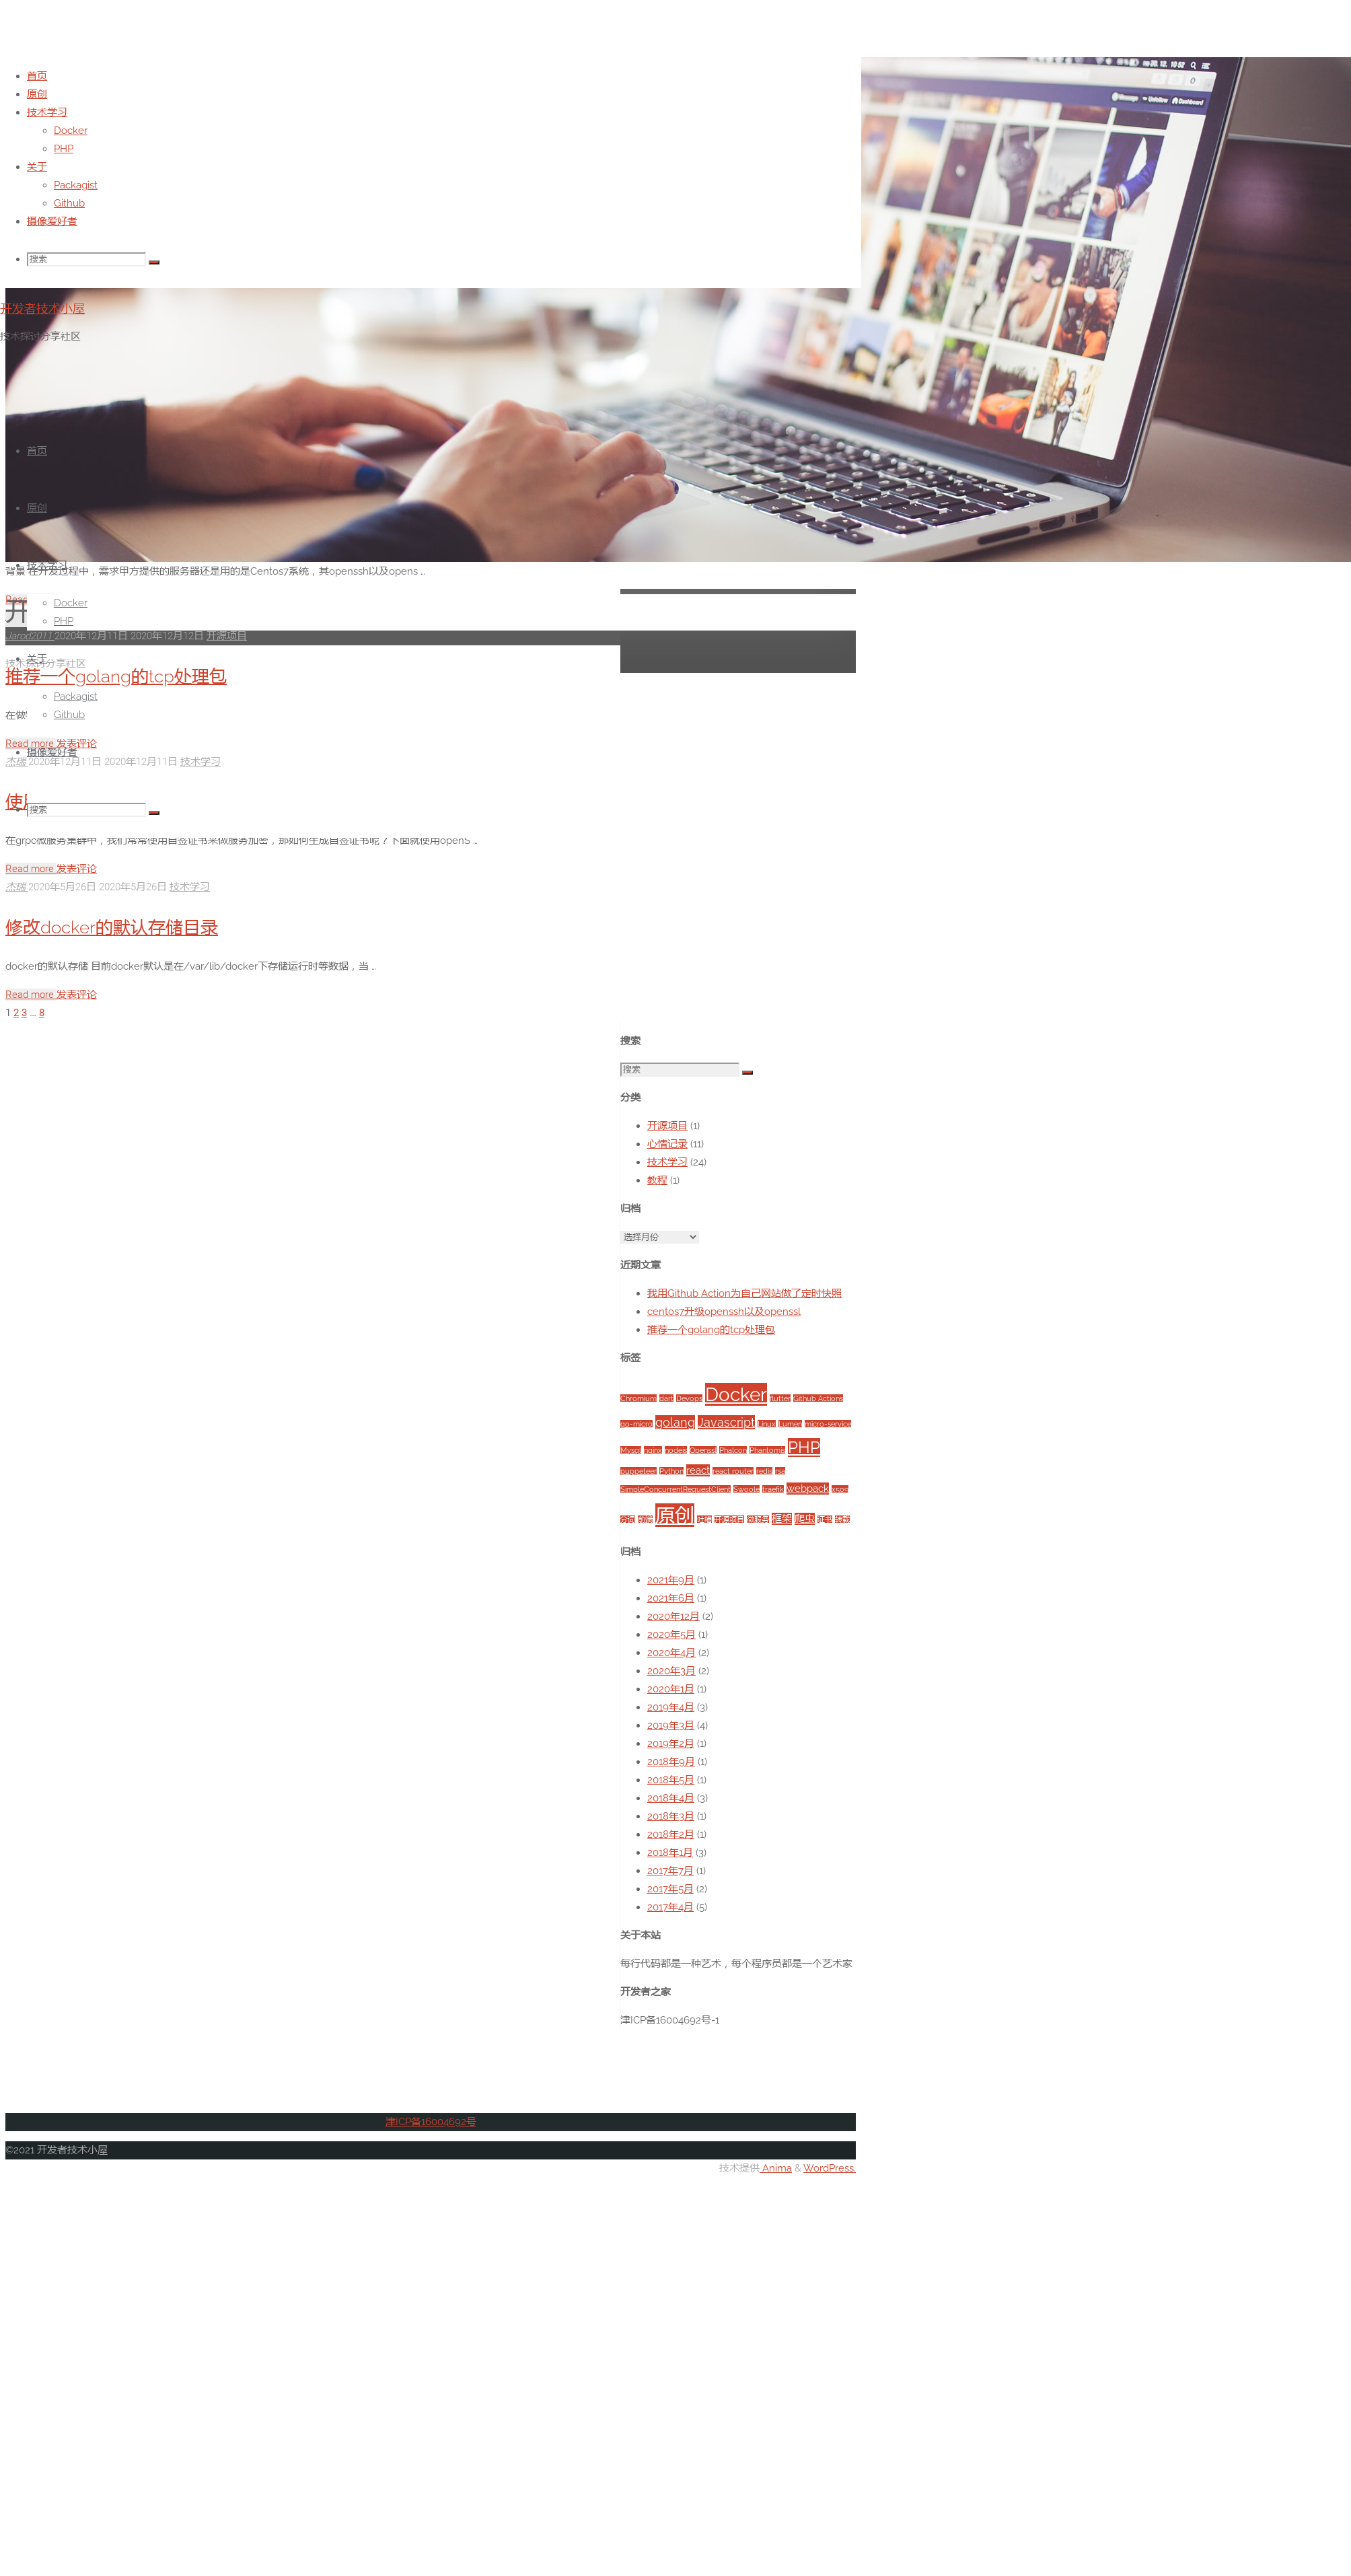 首页
原创
技术学习
Docker
PHP
关于
Packagist
Github
摄像爱好者
搜索
开发者技术小屋
技术探讨分享社区
首页
原创
技术学习
背景 在开发过程中，需求甲方提供的服务器还是用的是Centos7系统，其openssh以及opens …
Read
开
Docker
PHP
Jarod2011 2020年12月11日 2020年12月12日 开源项目
关于
技术探讨分享社区
推荐一个golang的tcp处理包
Packagist
Github
在做
Read more 发表评论
摄像爱好者
杰瑞 2020年12月11日 2020年12月11日 技术学习
使用
搜索
在grpc微服务集群中，我们常常使用自签证书来做服务加密，那如何生成自签证书呢？下面就使用openS …
Read more 发表评论
杰瑞 2020年5月26日 2020年5月26日 技术学习
修改docker的默认存储目录
docker的默认存储 目前docker默认是在/var/lib/docker下存储运行时等数据，当 …
Read more 发表评论
1 2 3 … 8
搜索
搜索
分类
开源项目 (1)
心情记录 (11)
技术学习 (24)
教程 (1)
归档
选择月份
近期文章
我用Github Action为自己网站做了定时快照
centos7升级openssh以及openssl
推荐一个golang的tcp处理包
标签
Chromium dart Devops Docker flutter Github Actions
go-micro golang Javascript Linux Lumen micro-service
Mysql nginx nodejs Openssl Phalcon Phantomjs PHP
puppeteer Python react react router redis rsa
SimpleConcurrentRequestClient Swoole traefik webpack xsop
分源 原创 吐槽 开源项目 框架 爬虫 证书
归档
2021年9月 (1)
2021年6月 (1)
2020年12月 (2)
2020年5月 (1)
2020年4月 (2)
2020年3月 (2)
2020年1月 (1)
2019年4月 (3)
2019年3月 (4)
2019年2月 (1)
2018年9月 (1)
2018年5月 (1)
2018年4月 (3)
2018年3月 (1)
2018年2月 (1)
2018年1月 (3)
2017年7月 (1)
2017年5月 (2)
2017年4月 (5)
关于本站
每行代码都是一种艺术，每个程序员都是一个艺术家
开发者之家
津ICP备16004692号-1
津ICP备16004692号
©2021 开发者技术小屋
技术提供 Anima & WordPress.